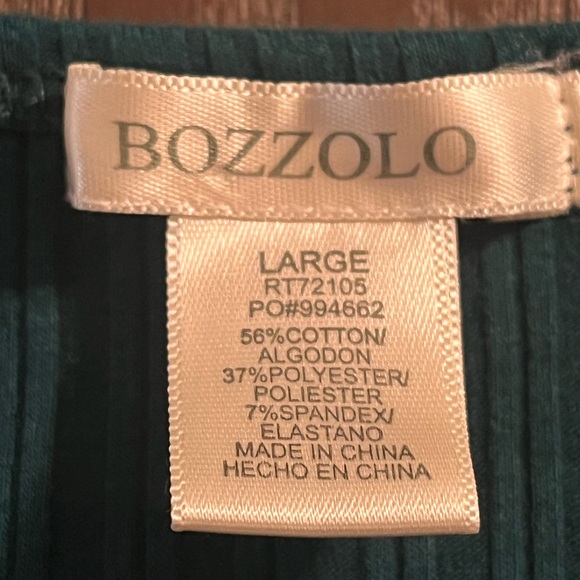 BOZZOLO
LARGE
RT72105
PO#994662
56%COTTON/
ALGODON
37%POLYESTER/
POLIESTER
7%SPANDEX/
ELASTANO
MADE IN CHINA
HECHO EN CHINA